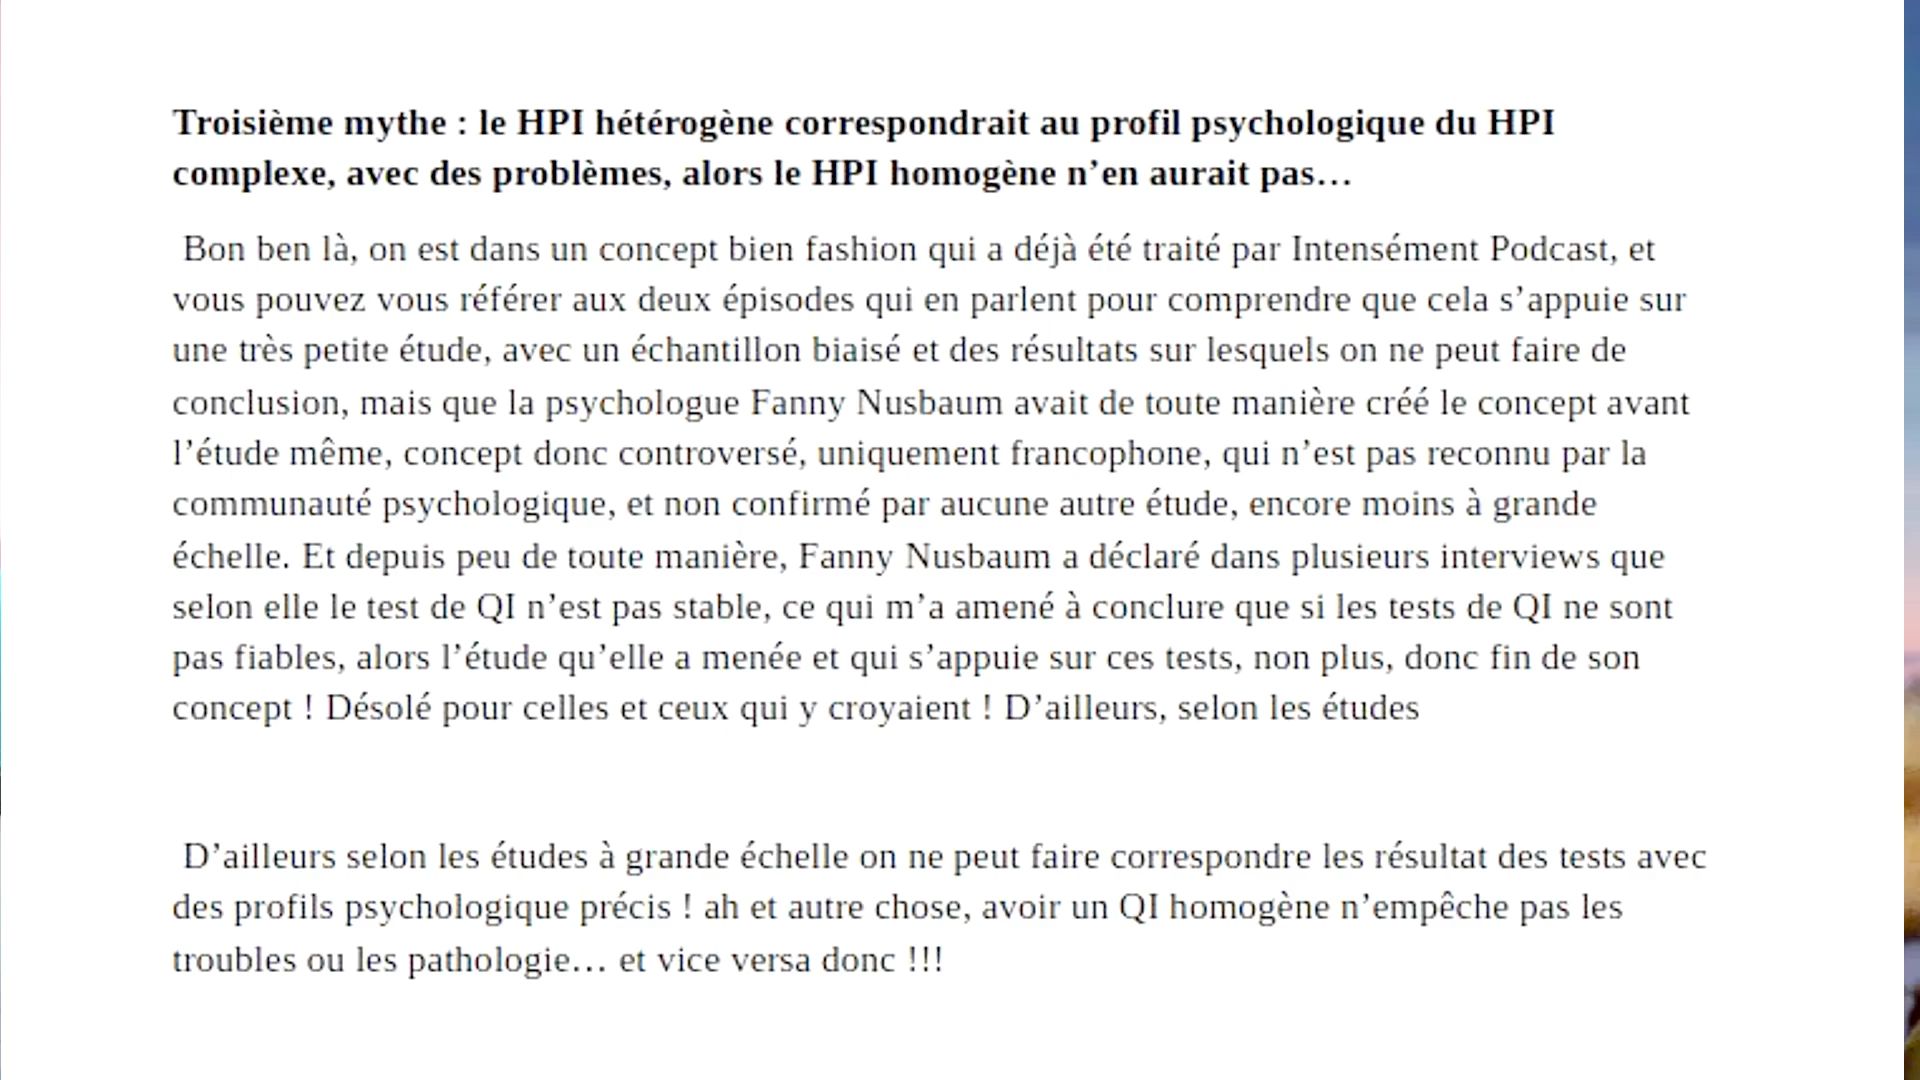 Troisième mythe : le HPI hétérogène correspondrait au profil psychologique du HPI
complexe, avec des problèmes, alors le HPI homogène n’en aurait pas…
Bon ben là, on est dans un concept bien fashion qui a déjà été traité par Intensément Podcast, et
vous pouvez vous référer aux deux épisodes qui en parlent pour comprendre que cela s’appuie sur
une très petite étude, avec un échantillon biaisé et des résultats sur lesquels on ne peut faire de
conclusion, mais que la psychologue Fanny Nusbaum avait de toute manière créé le concept avant
l’étude même, concept donc controversé, uniquement francophone, qui n’est pas reconnu par la
communauté psychologique, et non confirmé par aucune autre étude, encore moins à grande
échelle. Et depuis peu de toute manière, Fanny Nusbaum a déclaré dans plusieurs interviews que
selon elle le test de QI n’est pas stable, ce qui m’a amené à conclure que si les tests de QI ne sont
pas fiables, alors l’étude qu’elle a menée et qui s’appuie sur ces tests, non plus, donc fin de son
concept ! Désolé pour celles et ceux qui y croyaient ! D’ailleurs, selon les études
D’ailleurs selon les études à grande échelle on ne peut faire correspondre les résultat des tests avec
des profils psychologique précis ! ah et autre chose, avoir un QI homogène n’empêche pas les
troubles ou les pathologie… et vice versa donc !!!